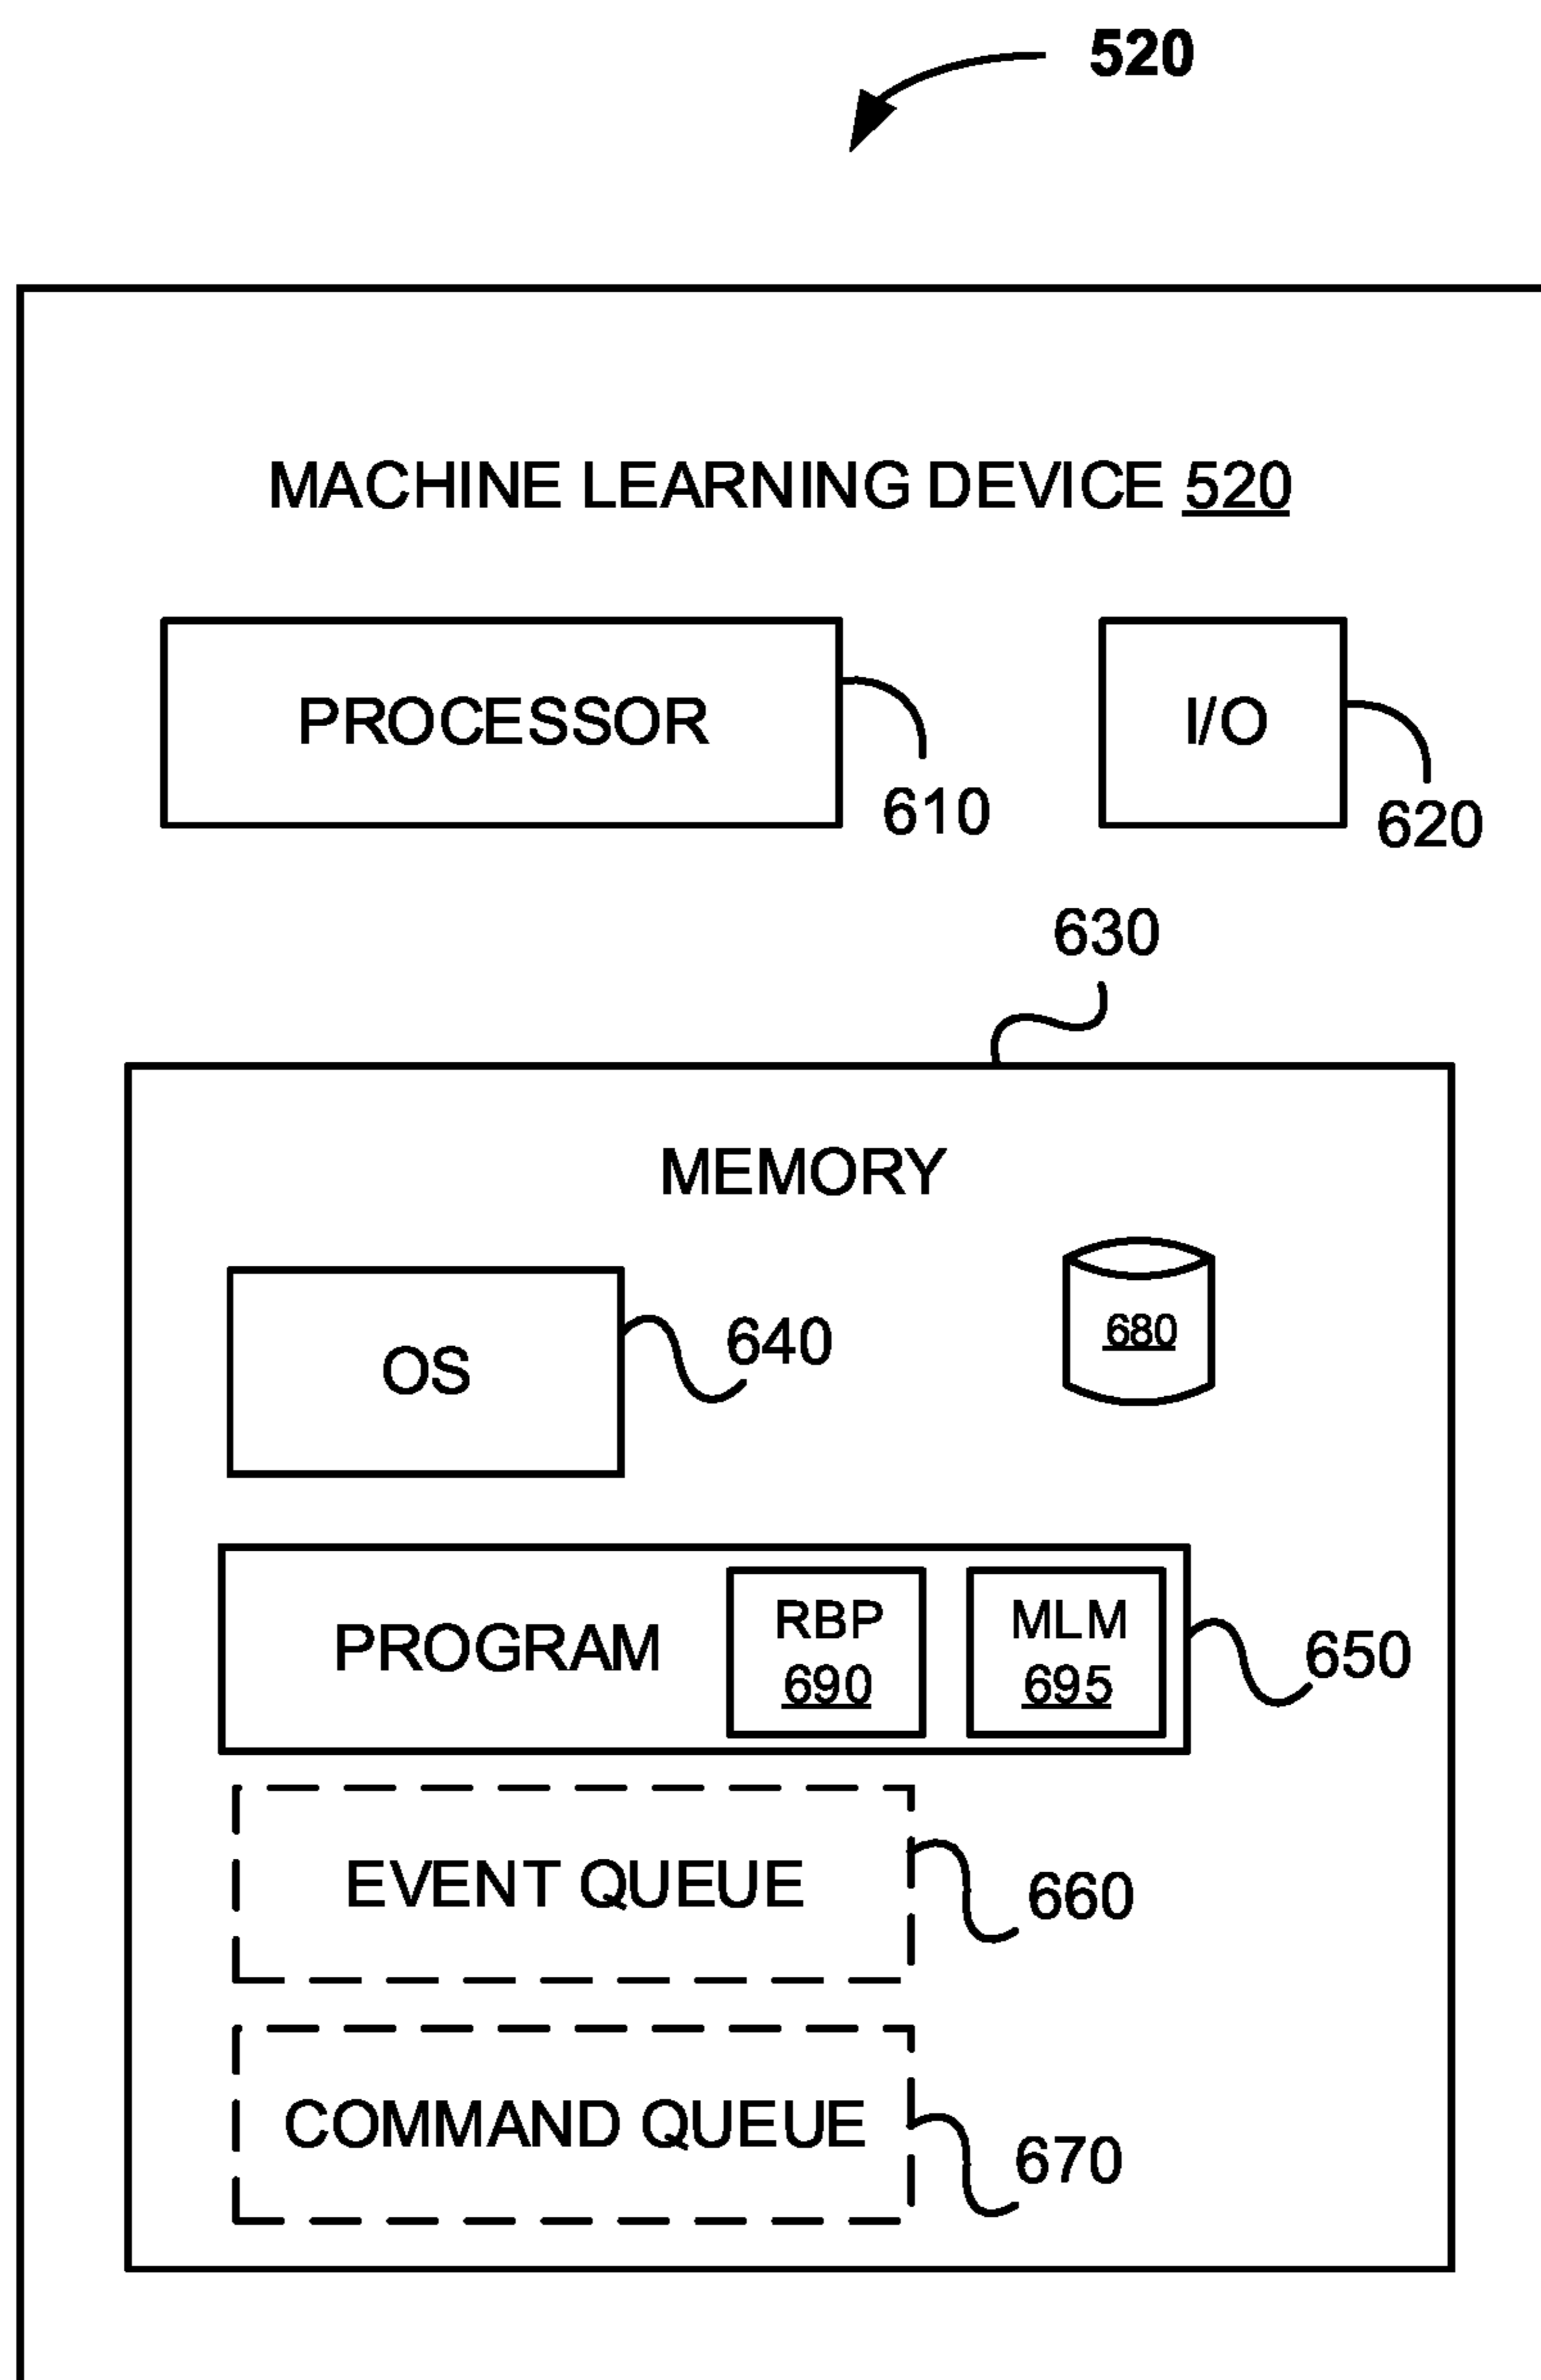 520
MACHINE LEARNING DEVICE 520
PROCESSOR
I/O
610
620
630
MEMORY
OS
640
680
PROGRAM
RBP
690
MLM
695
650
EVENT QUEUE
660
COMMAND QUEUE
670